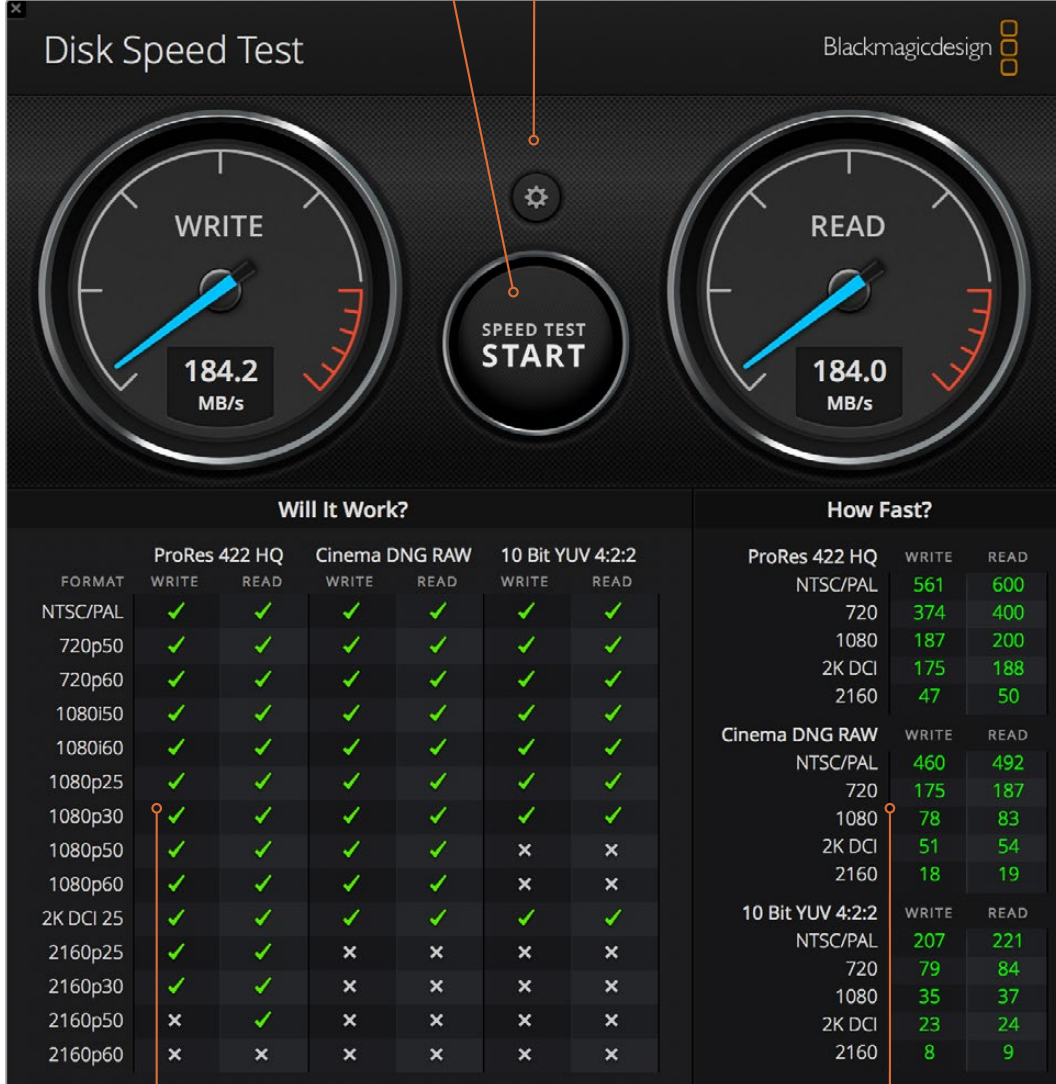 Disk Speed Test
Blackmagicdesign
WRITE
184.2
MB/s
SPEED TEST
START
READ
184.0
MB/s
Will It Work?
ProRes 422 HQ Cinema DNG RAW 10 Bit YUV 4:2:2
FORMAT WRITE READ WRITE READ WRITE READ
NTSC/PAL ✓ ✓ ✓ ✓ ✓ ✓
720p50 ✓ ✓ ✓ ✓ ✓ ✓
720p60 ✓ ✓ ✓ ✓ ✓ ✓
1080i50 ✓ ✓ ✓ ✓ ✓ ✓
1080i60 ✓ ✓ ✓ ✓ ✓ ✓
1080p25 ✓ ✓ ✓ ✓ ✓ ✓
1080p30 ✓ ✓ ✓ ✓ ✓ ✓
1080p50 ✓ ✓ ✓ ✓ × ×
1080p60 ✓ ✓ ✓ ✓ × ×
2K DCI 25 ✓ ✓ ✓ ✓ ✓ ✓
2160p25 ✓ ✓ × × × ×
2160p30 ✓ ✓ × × × ×
2160p50 × ✓ × × × ×
2160p60 × × × × × ×
How Fast?
ProRes 422 HQ WRITE READ
NTSC/PAL 561 600
720 374 400
1080 187 200
2K DCI 175 188
2160 47 50
Cinema DNG RAW WRITE READ
NTSC/PAL 460 492
720 175 187
1080 78 83
2K DCI 51 54
2160 18 19
10 Bit YUV 4:2:2 WRITE READ
NTSC/PAL 207 221
720 79 84
1080 35 37
2K DCI 23 24
2160 8 9